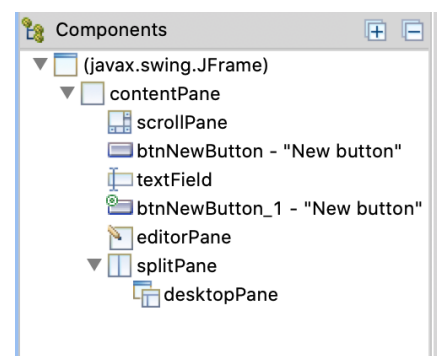 Components
(javax.swing.JFrame)
contentPane
scrollPane
btnNewButton - "New button"
textField
btnNewButton_1 - "New button"
editorPane
splitPane
desktopPane